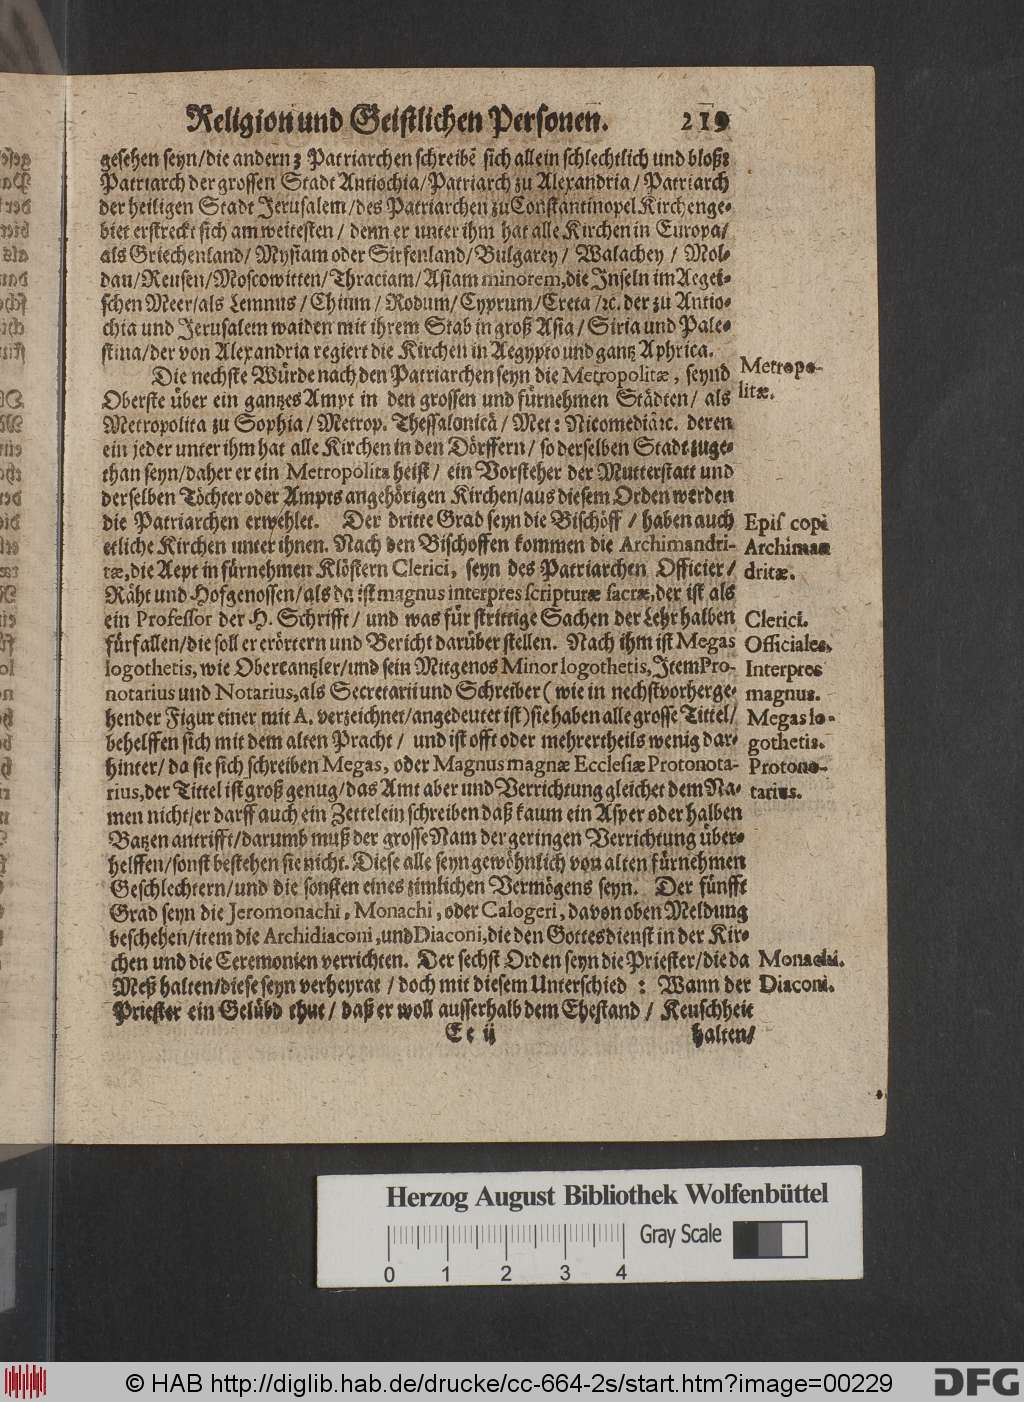 Religion und Geistlichen Personen. 219
gesehen seyn/die andern 3 Patriarchen schreibẽ sich allein schlechtlich und bloß:
Patriarch der grossen Stadt Antiochia/Patriarch zu Alexandria/Patriarch
der heiligen Stadt Jerusalem/des Patriarchen zu Constantinopel Kirchenge-
biet erstreckt sich am weitesten/ denn er unter ihm hat alle Kirchen in Europa/
als Griechenland/ Mysiam oder Sirfenland/ Bulgarey/ Walachey/ Mol-
dau/Reusen/Moscowitten/Thraciam/Asiam minorem,die Inseln im Aegei-
schen Meer/als Lemnus/ Chium/ Rodum/ Cyprum/ Creta /ꝛc. der zu Antio-
chia und Jerusalem waiden mit ihrem Stab in groß Asia/ Siria und Pale-
stina/der von Alexandria regiert die Kirchen in Aegypto und gantz Aphrica.
Die nechste Würde nach den Patriarchen seyn die Metropolitæ, seynd
Metropo-
litæ.
Oberste über ein gantzes Ampt in den grossen und fürnehmen Städten/ als
Metropolita zu Sophia/ Metrop. Thessalonicâ/ Met: Nicomediâ ꝛc. deren
ein jeder unter ihm hat alle Kirchen in den Dörffern/ so derselben Stadt zuge-
than seyn/daher er ein Metropolita heist/ ein Vorsteher der Mutterstatt und
derselben Töchter oder Ampts angehörigen Kirchen/aus diesem Orden werden
die Patriarchen erwehlet. Der dritte Grad seyn die Bischöff/ haben auch
Episcopi
etliche Kirchen unter ihnen. Nach den Bischoffen kommen die Archimandri-
Archiman
tæ,die Aept in fürnehmen Klöstern Clerici, seyn des Patriarchen Officier/
dritæ.
Räht und Hofgenossen/als da ist magnus interpres scripturæ sacræ,der ist als
ein Professor der H. Schrifft/ und was für strittige Sachen der Lehr halben
Clerici.
fürfallen/die soll er erörtern und Bericht darüber stellen. Nach ihm ist Megas
Officiales,
logothetis, wie Obercantzler/und sein Mitgenos Minor logothetis, Item Pro-
Interpres
notarius und Notarius,als Secretarii und Schreiber (wie in nechstvorherge-
magnus.
hender Figur einer mit A. verzeichnet/angedeutet ist) sie haben alle grosse Tittel/
Megas lo-
behelffen sich mit dem alten Pracht/ und ist offt oder mehrertheils wenig dar-
gothetis.
hinter/ da sie sich schreiben Megas, oder Magnus magnæ Ecclesiæ Protonota-
Protono-
rius,der Tittel ist groß genug/das Amt aber und Verrichtung gleichet dem Na-
tarius.
men nicht/er darff auch ein Zettelein schreiben daß kaum ein Asper oder halben
Batzen antrifft/darumb muß der grosse Nam der geringen Verrichtung über-
helffen/sonst bestehen sie nicht. Diese alle seyn gewöhnlich von alten fürnehmen
Geschlechtern/und die sonsten eines zimlichen Vermögens seyn. Der fünfft
Grad seyn die Jeromonachi, Monachi, oder Calogeri, davon oben Meldung
beschehen/item die Archidiaconi,und Diaconi,die den Gottesdienst in der Kir-
chen und die Ceremonien verrichten. Der sechst Orden seyn die Priester/die da
Monachi.
Meß halten/diese seyn verheyrat/ doch mit diesem Unterschied: Wann der
Diaconi.
Priester ein Gelübd thut/ daß er woll ausserhalb dem Ehestand/ Keuschheit
Ee ij halten/
Herzog August Bibliothek Wolfenbüttel
Gray Scale
0 1 2 3 4
© HAB http://diglib.hab.de/drucke/cc-664-2s/start.htm?image=00229
DFG